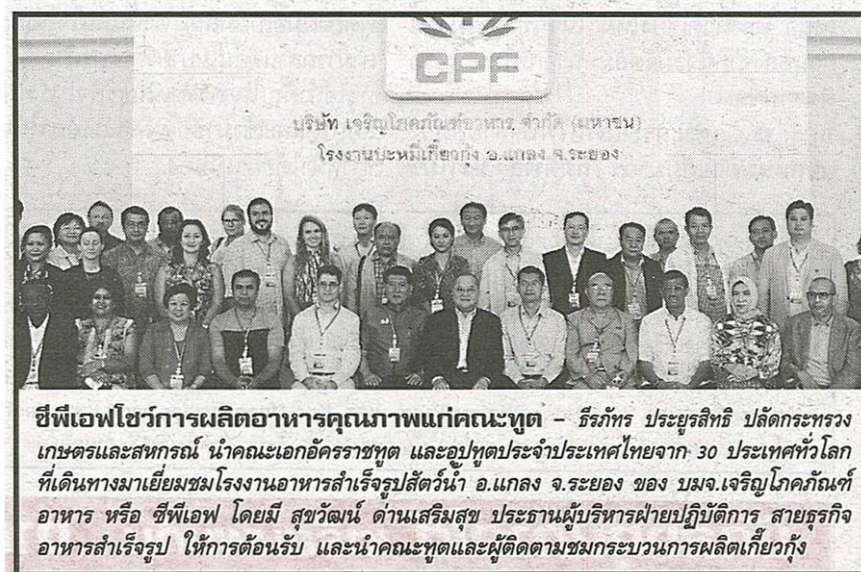 CPF
บริษัท เจริญโภคภัณฑ์อาหาร จำกัด (มหาชน)
โรงงานบะหมี่เกี๊ยวกุ้ง อ.แกลง จ.ระยอง
ซีพีเอฟโชว์การผลิตอาหารคุณภาพแก่คณะทูต – ธีรภัทร ประยูรสิทธิ ปลัดกระทรวง
เกษตรและสหกรณ์ นำคณะเอกอัครราชทูต และอุปทูตประจำประเทศไทยจาก 30 ประเทศทั่วโลก
ที่เดินทางมาเยี่ยมชมโรงงานอาหารสำเร็จรูปสัตว์น้ำ อ.แกลง จ.ระยอง ของ บมจ.เจริญโภคภัณฑ์
อาหาร หรือ ซีพีเอฟ โดยมี สุขวัฒน์ ด่านเสริมสุข ประธานผู้บริหารฝ่ายปฏิบัติการ สายธุรกิจ
อาหารสำเร็จรูป ให้การต้อนรับ และนำคณะทูตและผู้ติดตามชมกระบวนการผลิตเกี๊ยวกุ้ง